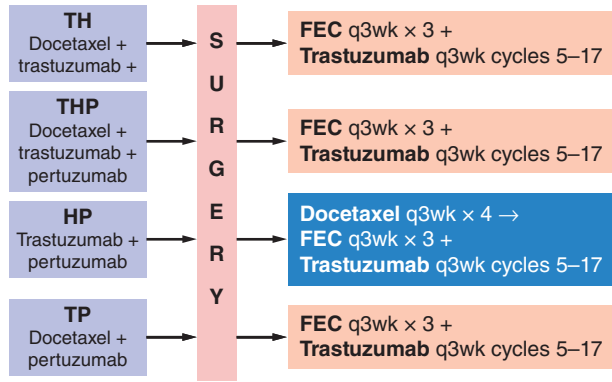 TH
Docetaxel +
trastuzumab +
THP
Docetaxel +
trastuzumab +
pertuzumab
HP
Trastuzumab +
pertuzumab
TP
Docetaxel +
pertuzumab
S
U
R
G
E
R
Y
FEC q3wk × 3 +
Trastuzumab q3wk cycles 5–17
FEC q3wk × 3 +
Trastuzumab q3wk cycles 5–17
Docetaxel q3wk × 4 →
FEC q3wk × 3 +
Trastuzumab q3wk cycles 5–17
FEC q3wk × 3 +
Trastuzumab q3wk cycles 5–17